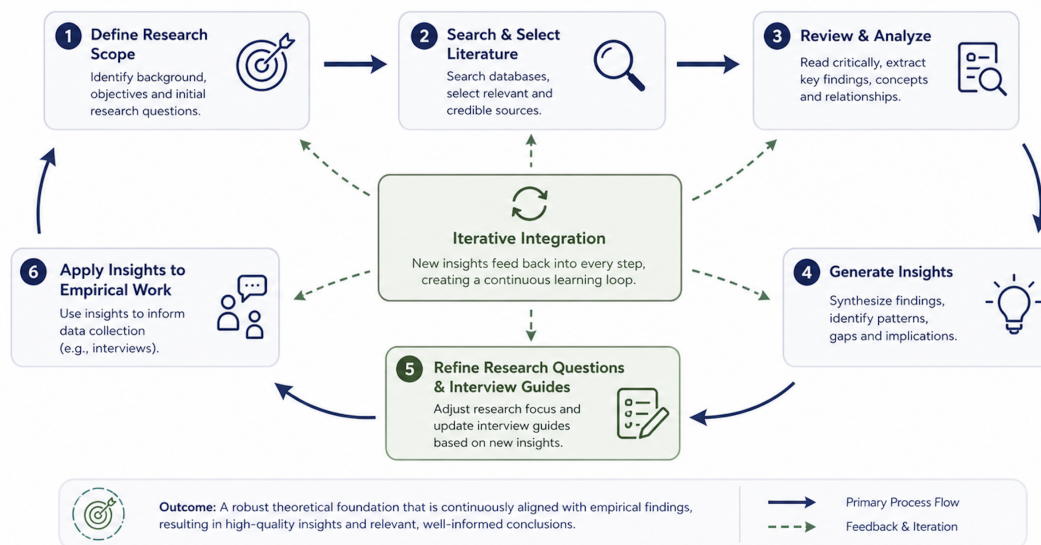 1
Define Research
Scope
Identify background,
objectives and initial
research questions.
2
Search & Select
Literature
Search databases,
select relevant and
credible sources.
3
Review & Analyze
Read critically, extract
key findings, concepts
and relationships.
Iterative Integration
New insights feed back into every step,
creating a continuous learning loop.
6
Apply Insights to
Empirical Work
Use insights to inform
data collection
(e.g., interviews).
4
Generate Insights
Synthesize findings,
identify patterns,
gaps and implications.
5
Refine Research Questions
& Interview Guides
Adjust research focus and
update interview guides
based on new insights.
Outcome: A robust theoretical foundation that is continuously aligned with empirical findings,
resulting in high-quality insights and relevant, well-informed conclusions.
Primary Process Flow
Feedback & Iteration